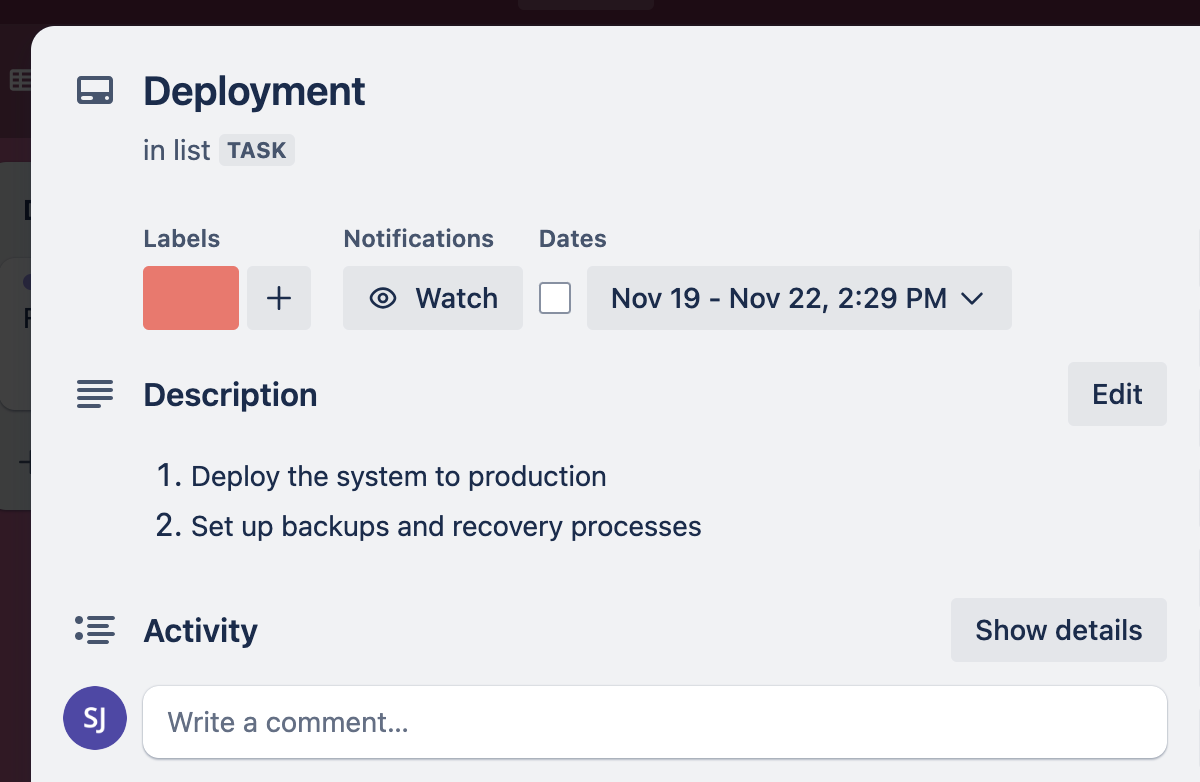 Deployment
in list TASK
Labels Notifications Dates
Watch Nov 19 - Nov 22, 2:29 PM
Description Edit
1. Deploy the system to production
2. Set up backups and recovery processes
Activity Show details
SJ Write a comment...